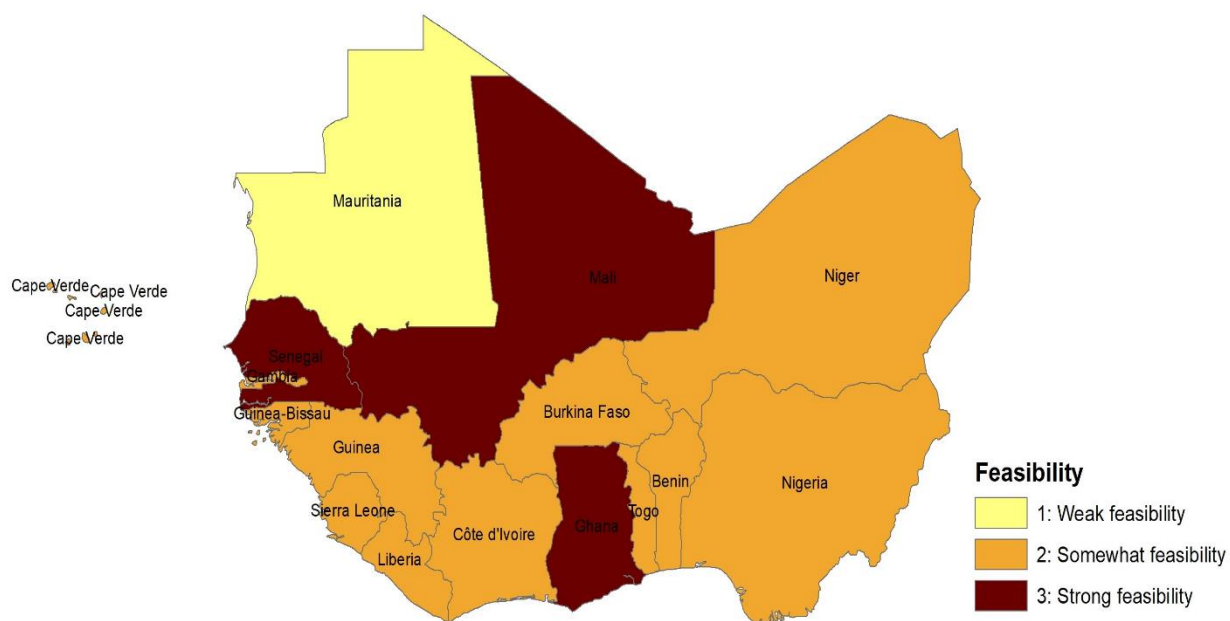 Mauritania
Mali
Niger
Cape Verde
Cape Verde
Cape Verde
Cape Verde
Senegal
Gambia
Guinea-Bissau
Guinea
Burkina Faso
Benin
Nigeria
Sierra Leone
Côte d'Ivoire
Ghana
Togo
Liberia
Feasibility
1: Weak feasibility
2: Somewhat feasibility
3: Strong feasibility